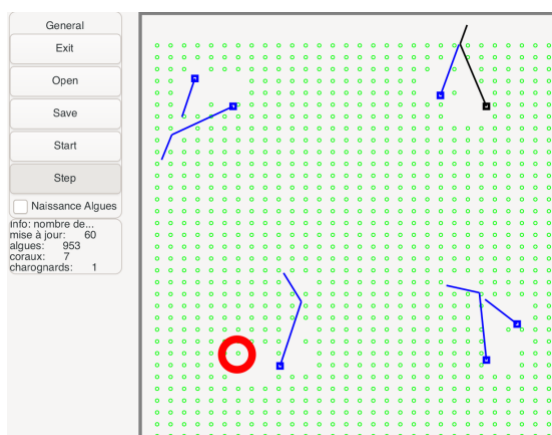 General
Exit
Open
Save
Start
Step
Naissance Algues
info: nombre de...
mise à jour: 60
algues: 953
coraux: 7
charognards: 1